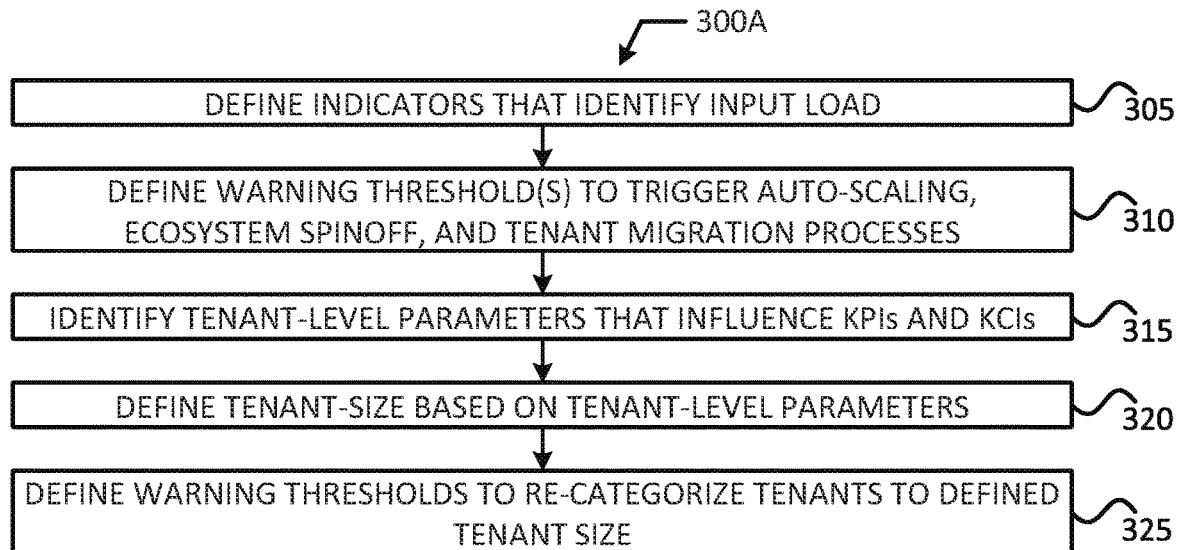 300A
DEFINE INDICATORS THAT IDENTIFY INPUT LOAD
305
DEFINE WARNING THRESHOLD(S) TO TRIGGER AUTO-SCALING,
ECOSYSTEM SPINOFF, AND TENANT MIGRATION PROCESSES
310
IDENTIFY TENANT-LEVEL PARAMETERS THAT INFLUENCE KPIs AND KCIs
315
DEFINE TENANT-SIZE BASED ON TENANT-LEVEL PARAMETERS
320
DEFINE WARNING THRESHOLDS TO RE-CATEGORIZE TENANTS TO DEFINED
TENANT SIZE
325